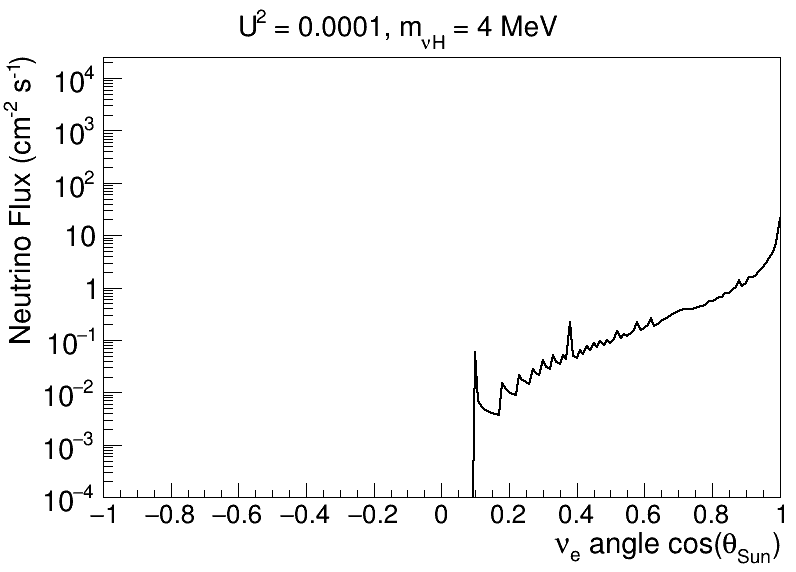 U² = 0.0001, m_νH = 4 MeV
Neutrino Flux (cm⁻² s⁻¹)
10⁴
10³
10²
10
1
10⁻¹
10⁻²
10⁻³
10⁻⁴
−1 −0.8 −0.6 −0.4 −0.2 0 0.2 0.4 0.6 0.8 1
ν_e angle cos(θ_Sun)